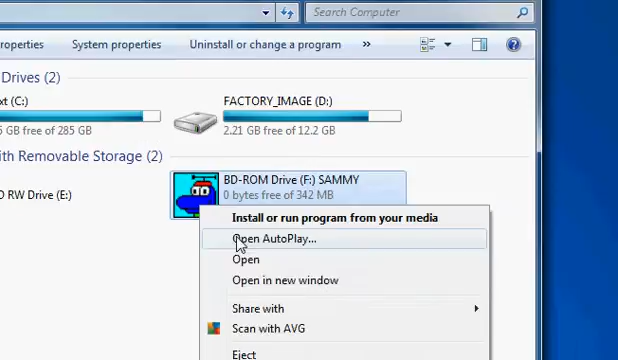 Search Computer
roperties System properties Uninstall or change a program »
Drives (2)
xt (C:) FACTORY_IMAGE (D:)
GB free of 285 GB 2.21 GB free of 12.2 GB
ith Removable Storage (2)
BD-ROM Drive (F:) SAMMY
D RW Drive (E:) 0 bytes free of 342 MB
Install or run program from your media
Open AutoPlay...
Open
Open in new window
Share with
Scan with AVG
Eject